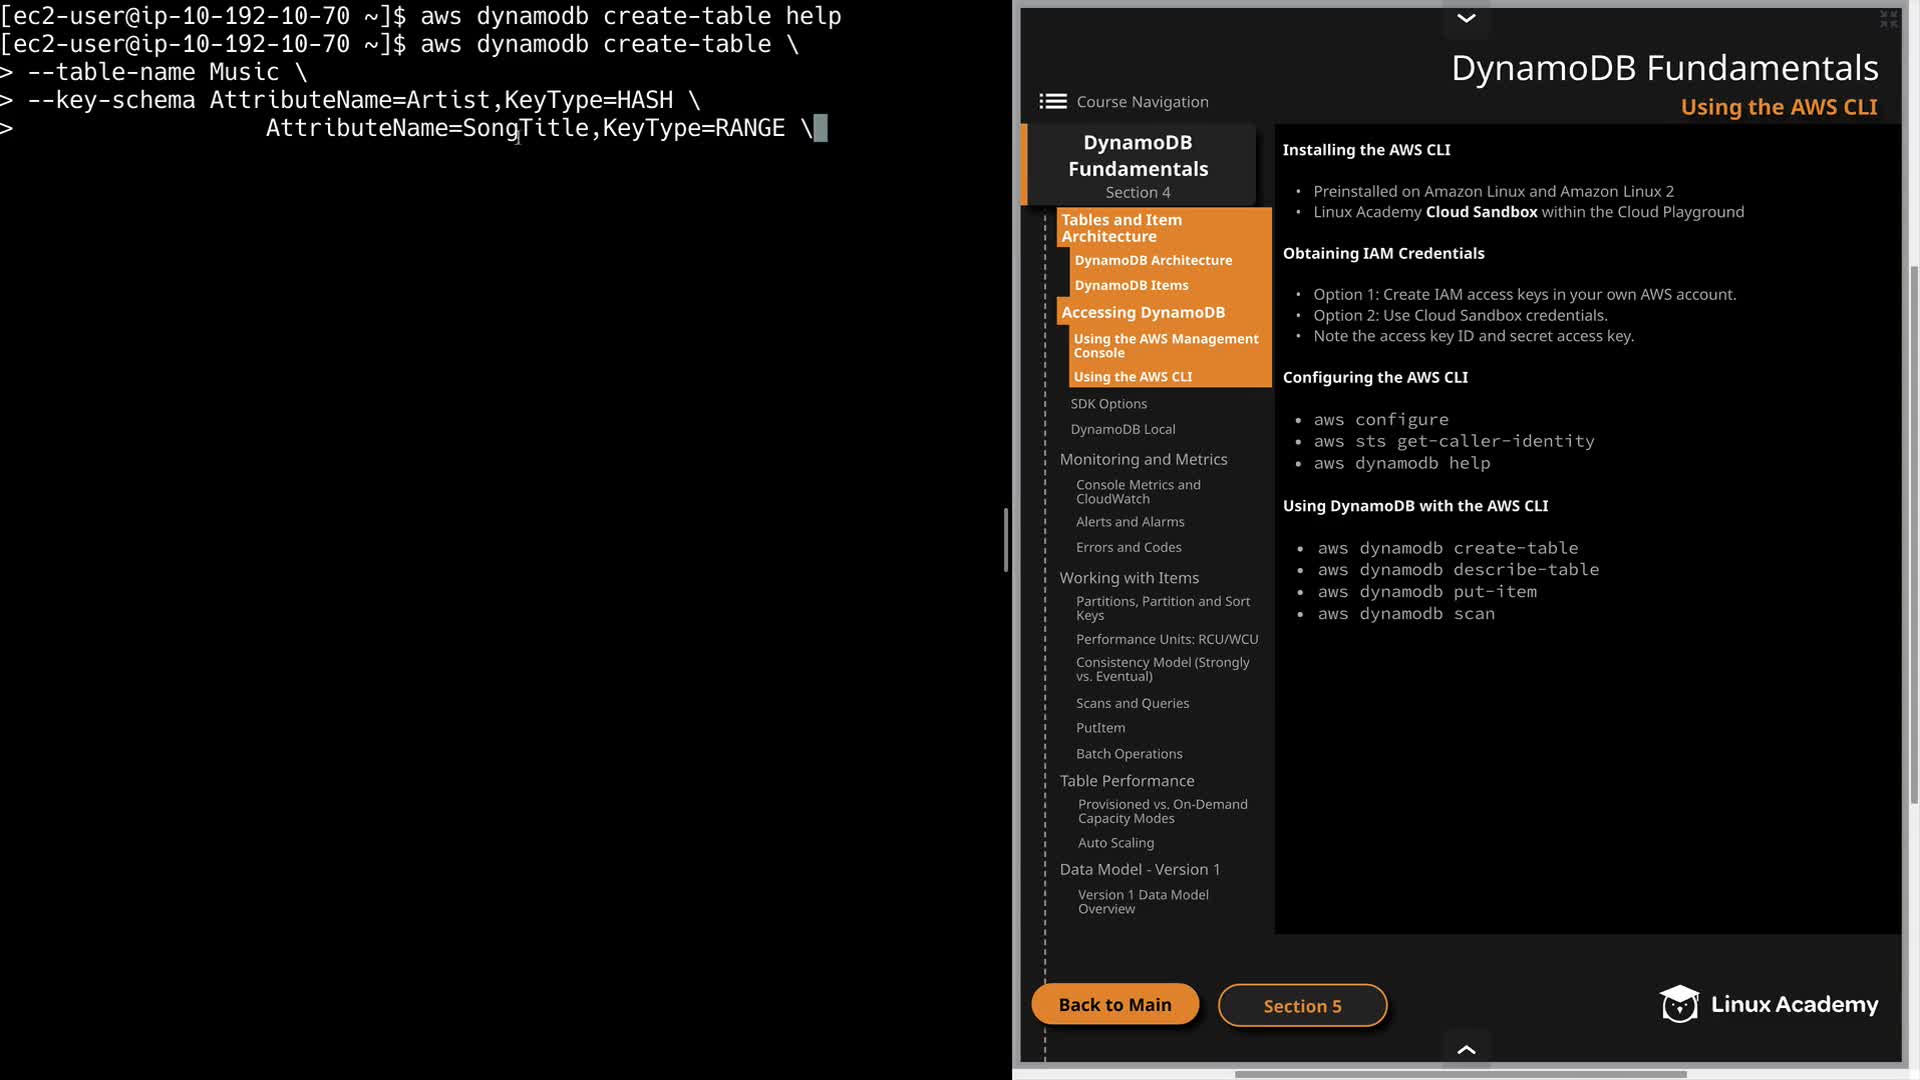 [ec2-user@ip-10-192-10-70 ~]$ aws dynamodb create-table help
[ec2-user@ip-10-192-10-70 ~]$ aws dynamodb create-table \
> --table-name Music \
> --key-schema AttributeName=Artist,KeyType=HASH \
> AttributeName=SongTitle,KeyType=RANGE \
DynamoDB Fundamentals
Using the AWS CLI
Course Navigation
DynamoDB
Fundamentals
Section 4
Tables and Item
Architecture
DynamoDB Architecture
DynamoDB Items
Accessing DynamoDB
Using the AWS Management
Console
Using the AWS CLI
SDK Options
DynamoDB Local
Monitoring and Metrics
Console Metrics and
CloudWatch
Alerts and Alarms
Errors and Codes
Working with Items
Partitions, Partition and Sort
Keys
Performance Units: RCU/WCU
Consistency Model (Strongly
vs. Eventual)
Scans and Queries
PutItem
Batch Operations
Table Performance
Provisioned vs. On-Demand
Capacity Modes
Auto Scaling
Data Model - Version 1
Version 1 Data Model
Overview
Installing the AWS CLI
• Preinstalled on Amazon Linux and Amazon Linux 2
• Linux Academy Cloud Sandbox within the Cloud Playground
Obtaining IAM Credentials
• Option 1: Create IAM access keys in your own AWS account.
• Option 2: Use Cloud Sandbox credentials.
• Note the access key ID and secret access key.
Configuring the AWS CLI
• aws configure
• aws sts get-caller-identity
• aws dynamodb help
Using DynamoDB with the AWS CLI
• aws dynamodb create-table
• aws dynamodb describe-table
• aws dynamodb put-item
• aws dynamodb scan
Back to Main
Section 5
Linux Academy